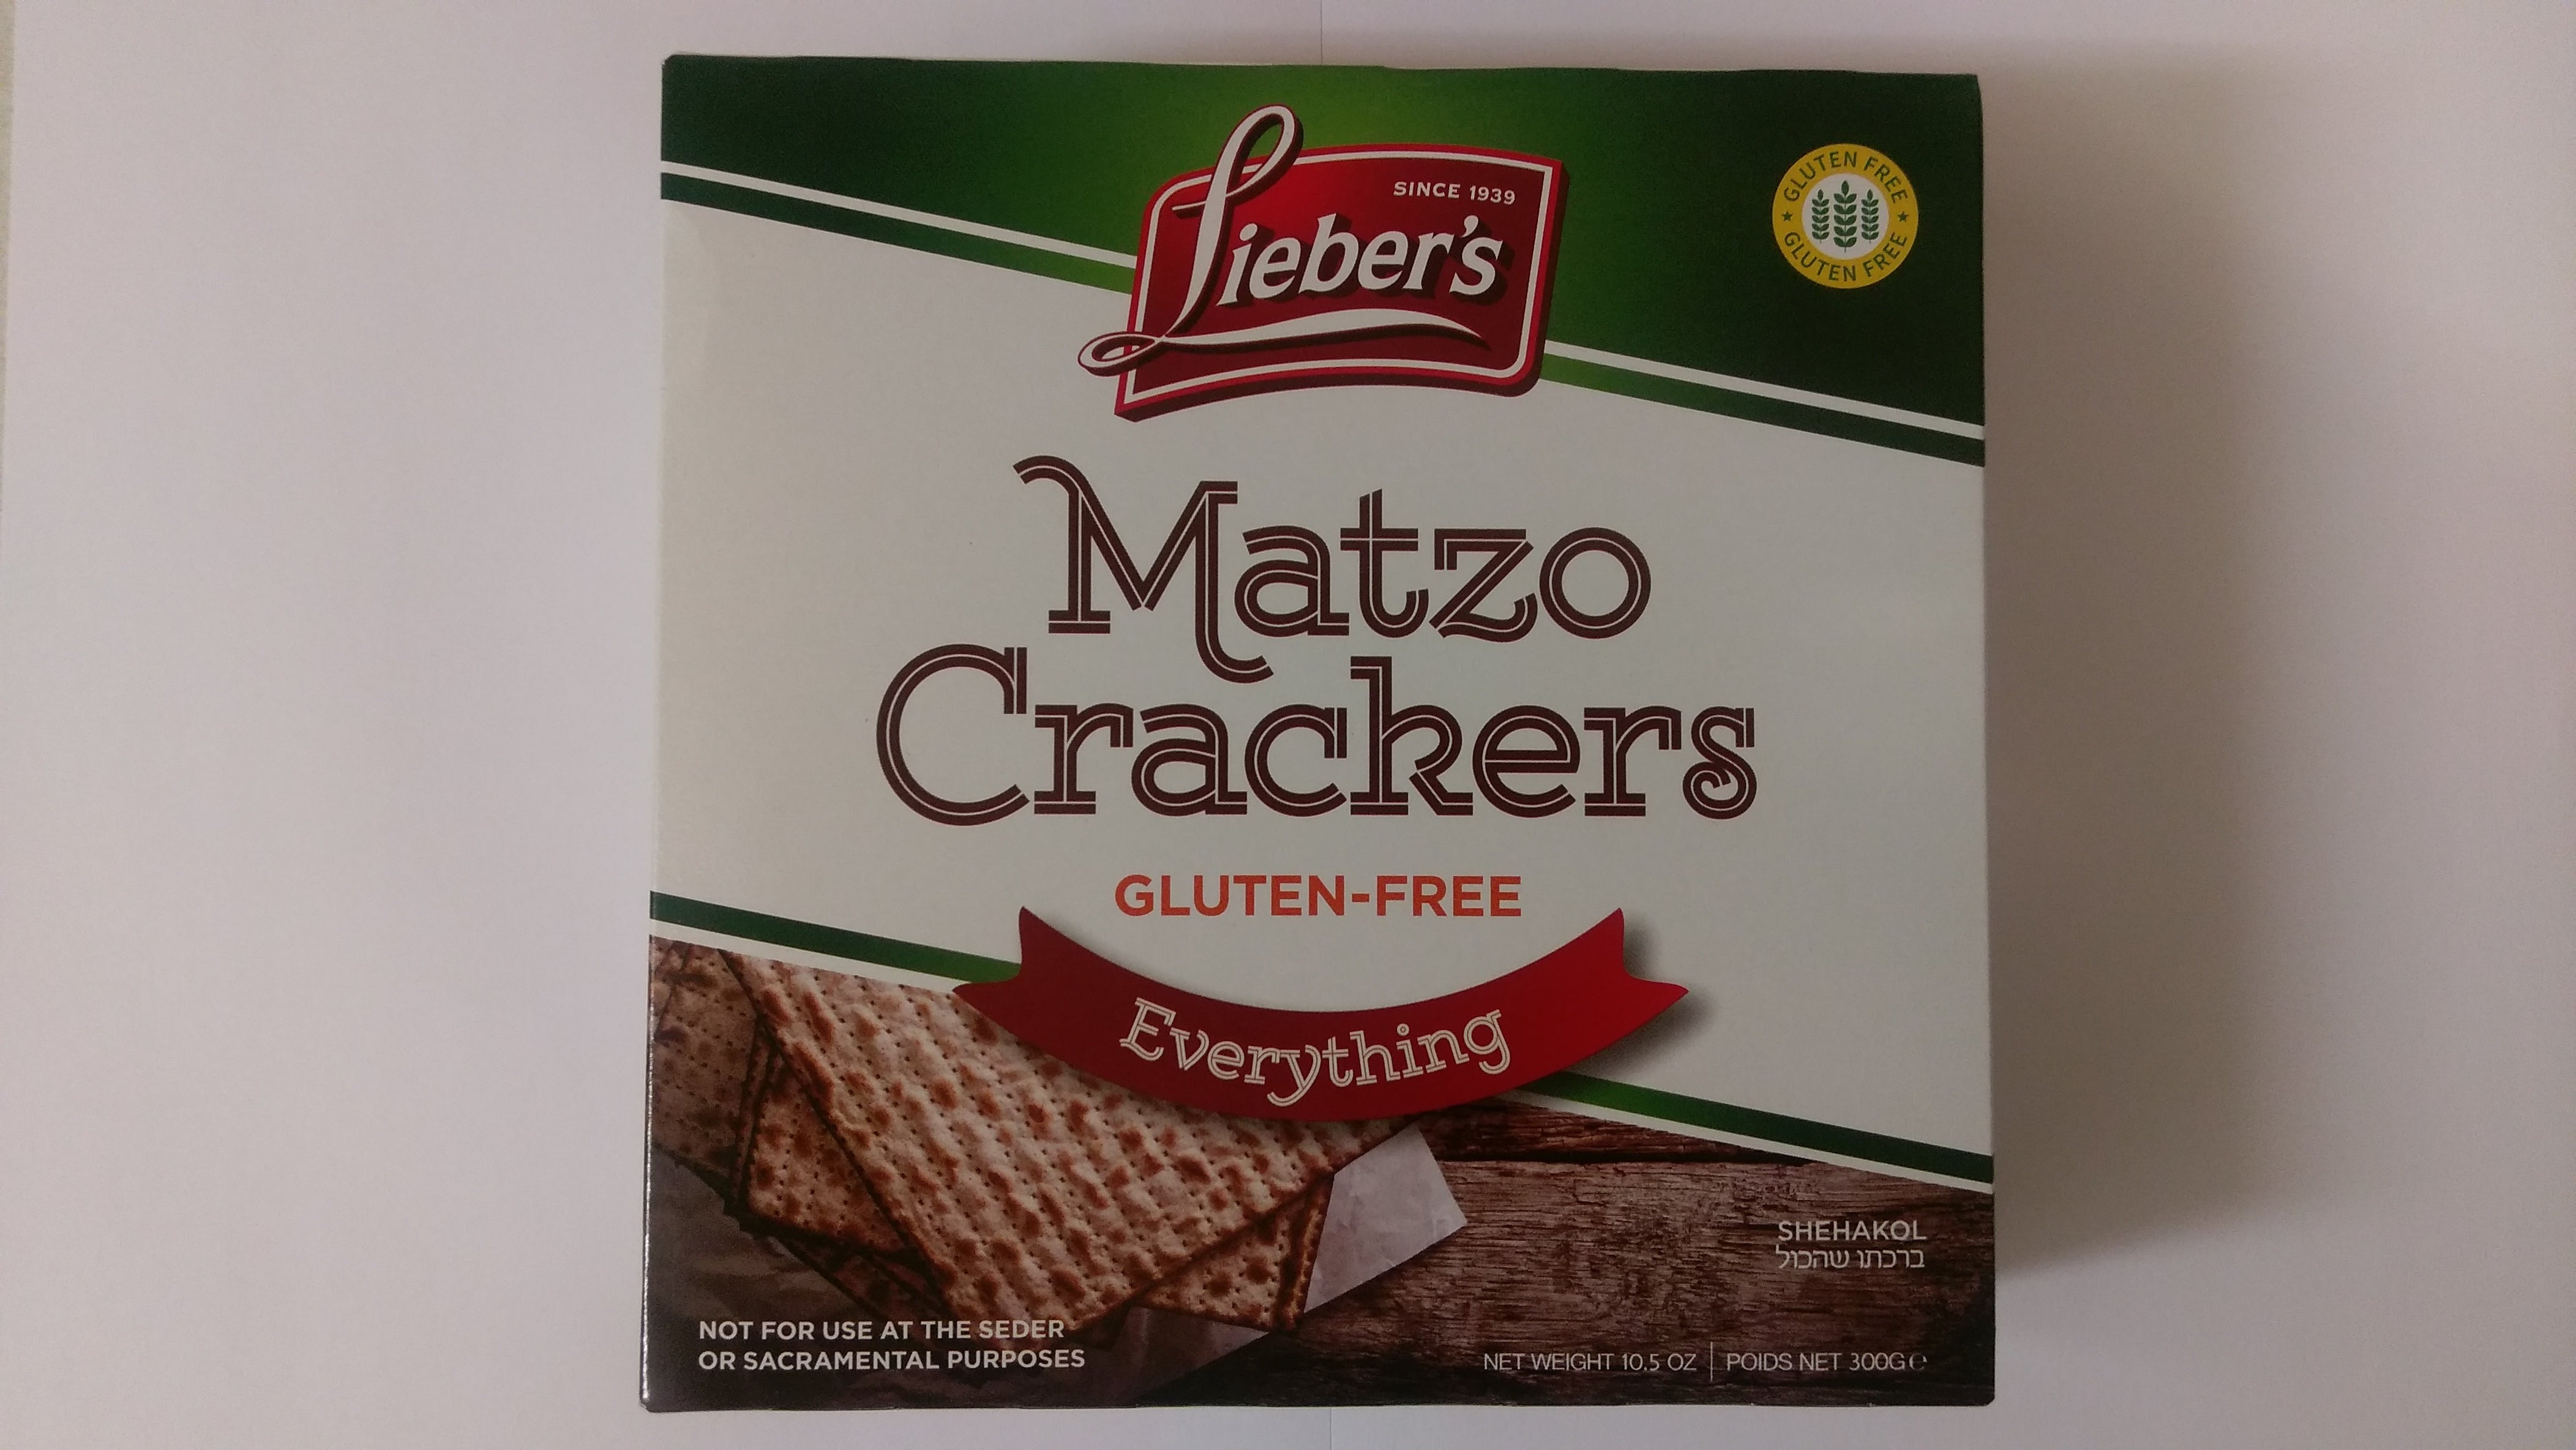 SINCE 1939
Lieber's
GLUTEN FREE
GLUTEN FREE
Matzo
Crackers
GLUTEN-FREE
Everything
SHEHAKOL
ברכתו שהכול
NOT FOR USE AT THE SEDER
OR SACRAMENTAL PURPOSES
NET WEIGHT 10.5 OZ | POIDS NET 300G ℮